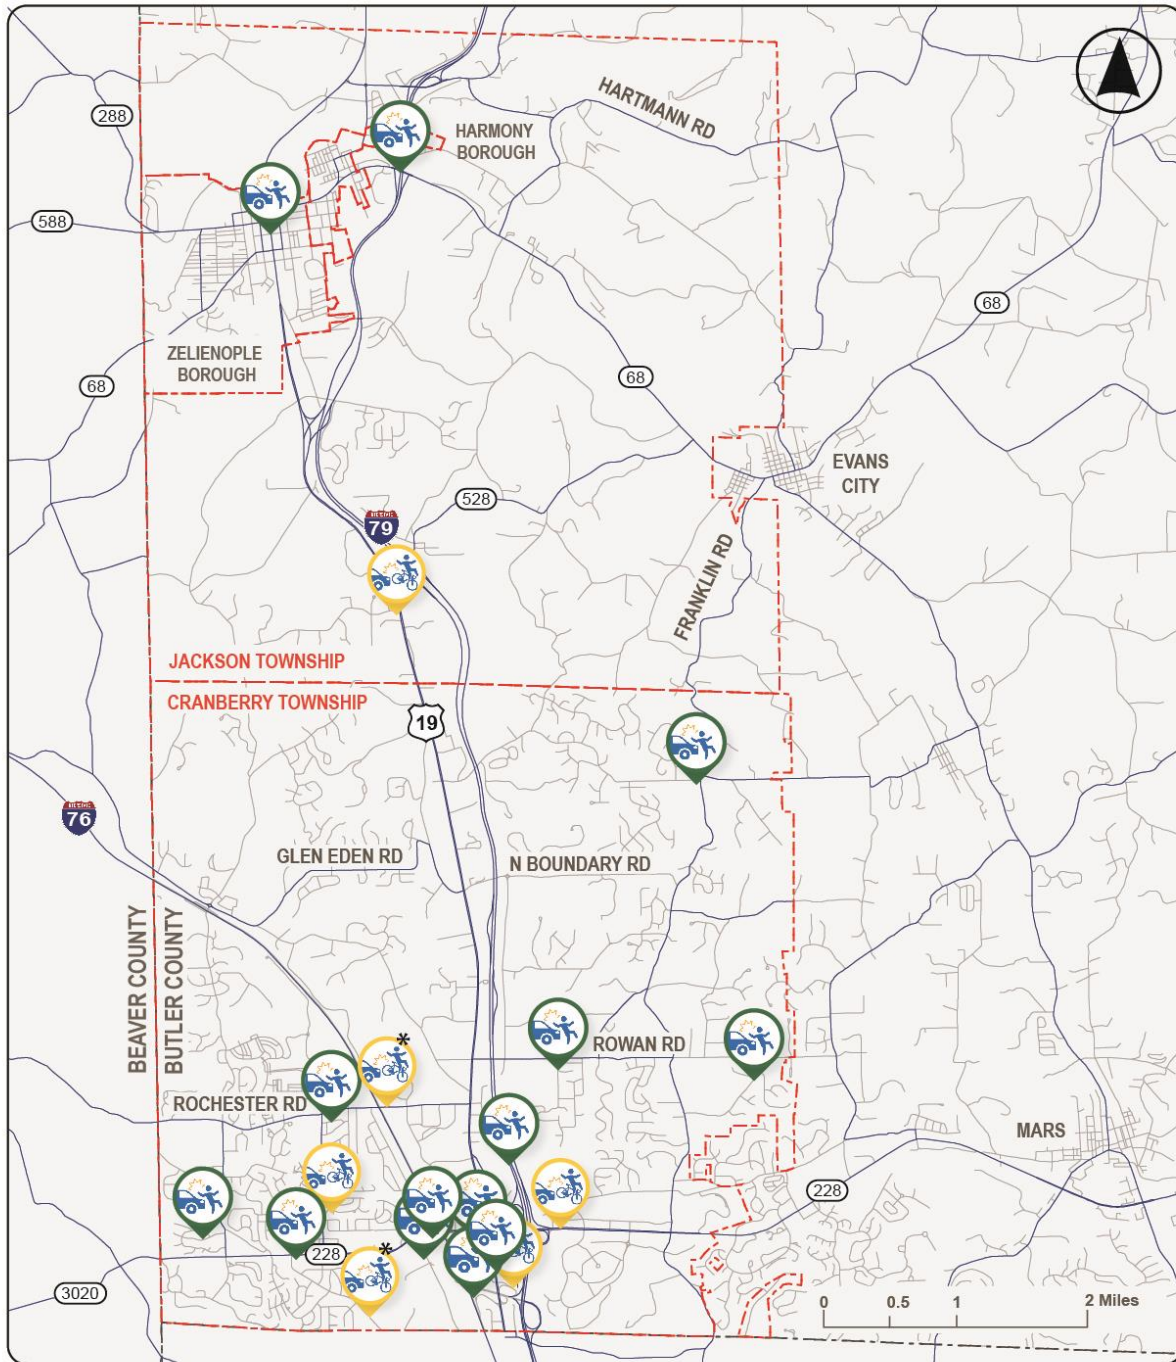 HARTMANN RD
288
HARMONY
BOROUGH
588
68
ZELIENOPLE
BOROUGH
68
68
EVANS
CITY
528
79
FRANKLIN RD
JACKSON TOWNSHIP
CRANBERRY TOWNSHIP
19
76
GLEN EDEN RD
N BOUNDARY RD
BEAVER COUNTY
BUTLER COUNTY
*
ROWAN RD
ROCHESTER RD
MARS
228
*
228
3020
0 0.5 1 2 Miles